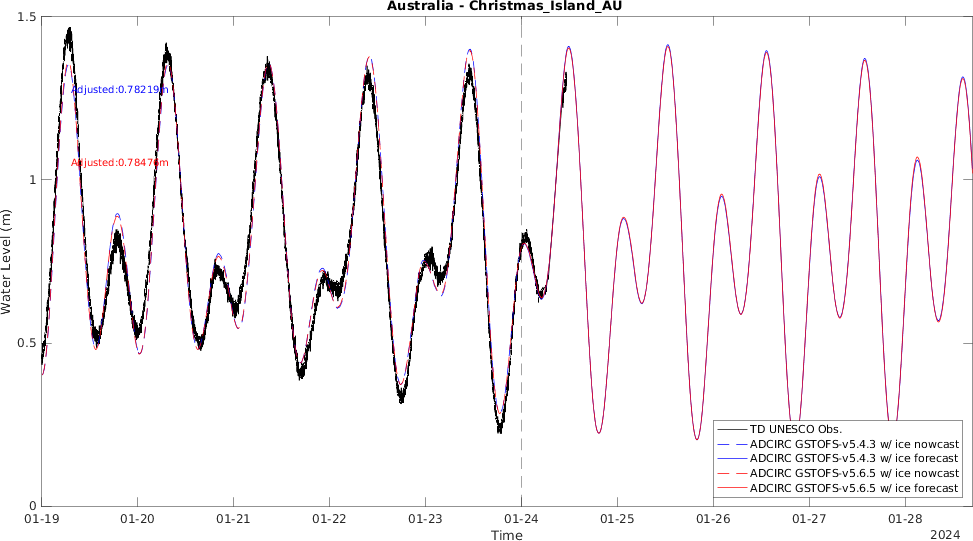 Australia - Christmas_Island_AU
1.5
1
0.5
0
Water Level (m)
Adjusted:0.78219m
Adjusted:0.78476m
TD UNESCO Obs.
ADCIRC GSTOFS-v5.4.3 w/ ice nowcast
ADCIRC GSTOFS-v5.4.3 w/ ice forecast
ADCIRC GSTOFS-v5.6.5 w/ ice nowcast
ADCIRC GSTOFS-v5.6.5 w/ ice forecast
01-19 01-20 01-21 01-22 01-23 01-24 01-25 01-26 01-27 01-28
Time
2024